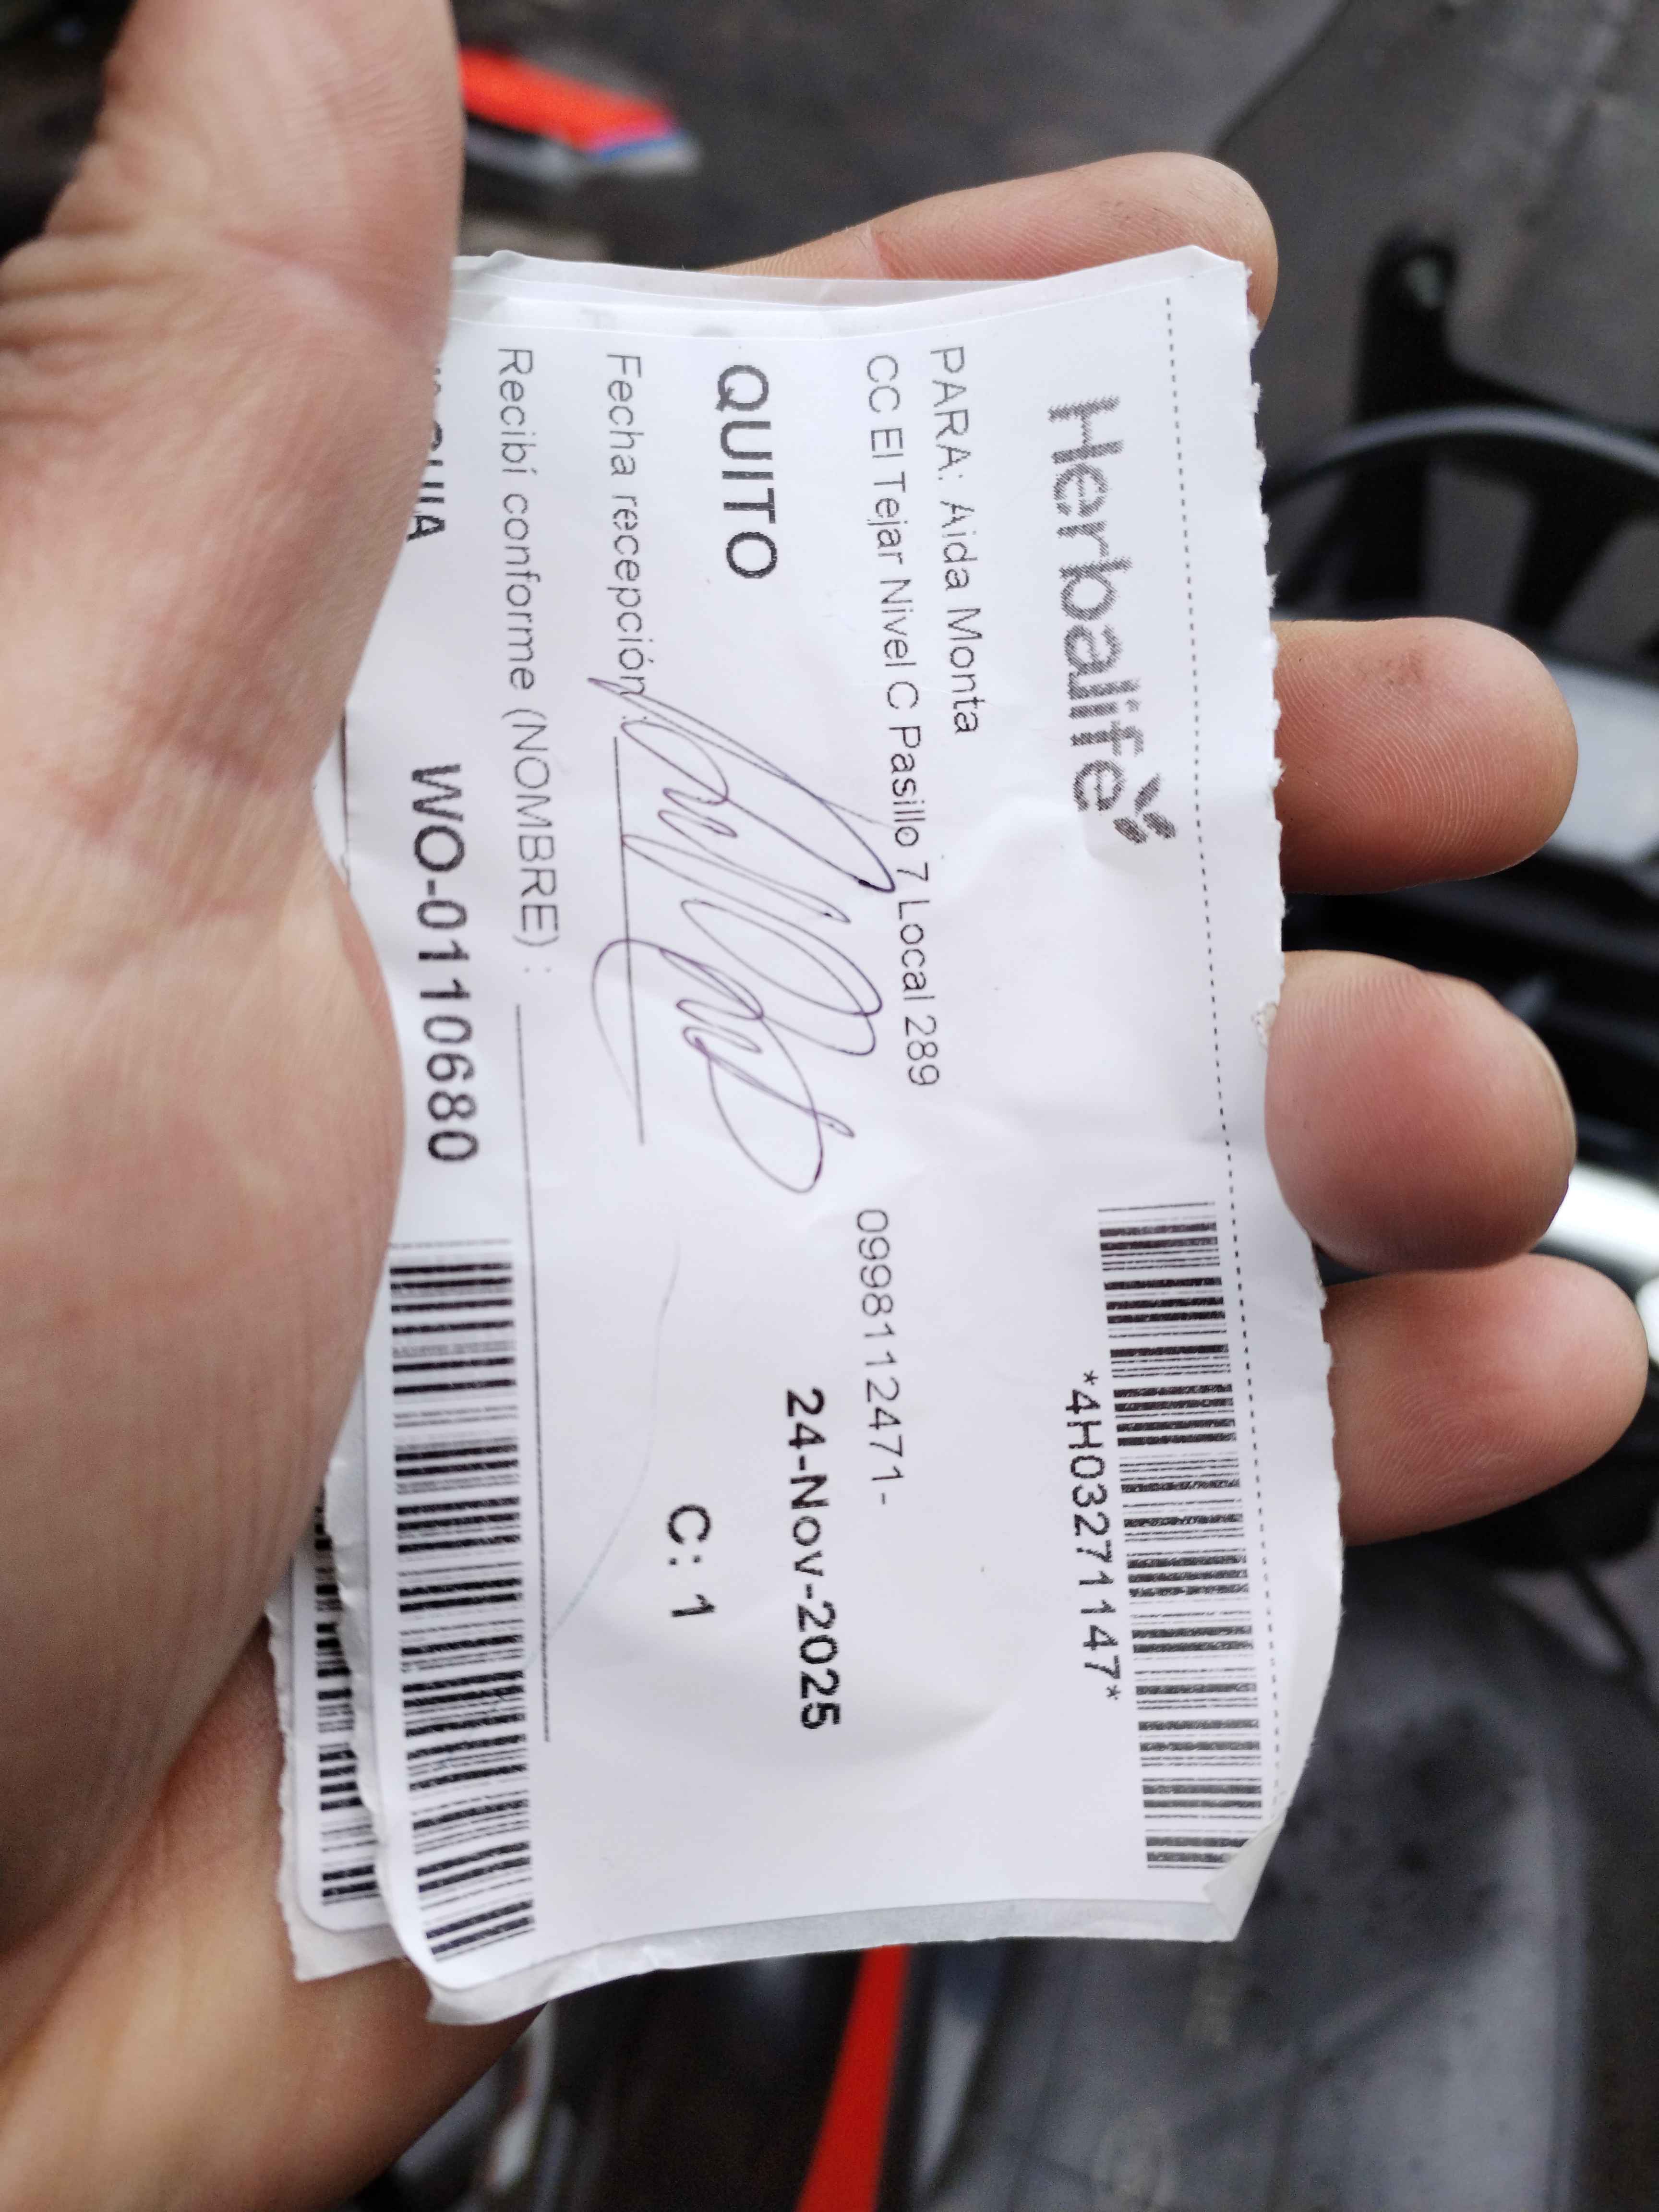 Herbalife
*4H03271147*
PARA: Aida Monta
CC El Tejar Nivel C Pasillo 7 Local 289
0998112471-
QUITO
24-Nov-2025
Fecha recepción:
C: 1
Recibí conforme (NOMBRE) :
WO-0110680